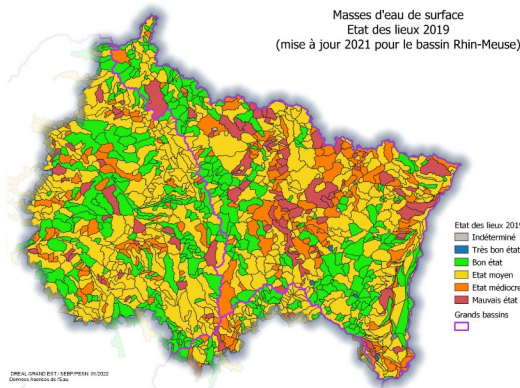 Masses d'eau de surface
Etat des lieux 2019
(mise à jour 2021 pour le bassin Rhin-Meuse)
Etat des lieux 2019
Indéterminé
Très bon état
Bon état
Etat moyen
Etat médiocre
Mauvais état
Grands bassins
DREAL GRAND EST / SEBP/PESN 01/2022
Données Agences de l'Eau